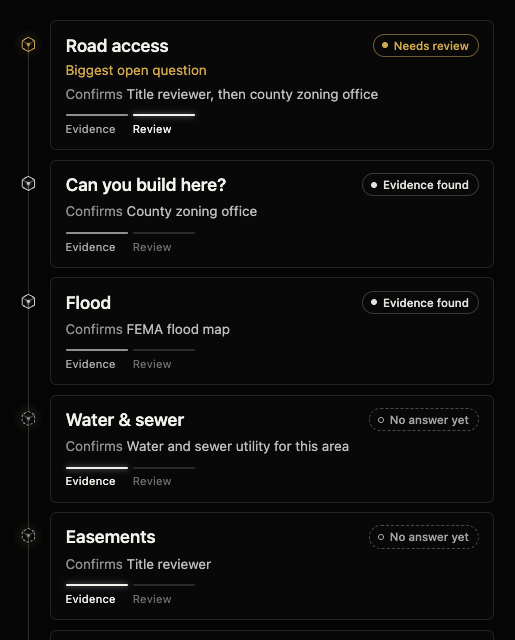 Road access
Needs review
Biggest open question
Confirms Title reviewer, then county zoning office
Evidence Review
Can you build here?
Evidence found
Confirms County zoning office
Evidence Review
Flood
Evidence found
Confirms FEMA flood map
Evidence Review
Water & sewer
No answer yet
Confirms Water and sewer utility for this area
Evidence Review
Easements
No answer yet
Confirms Title reviewer
Evidence Review